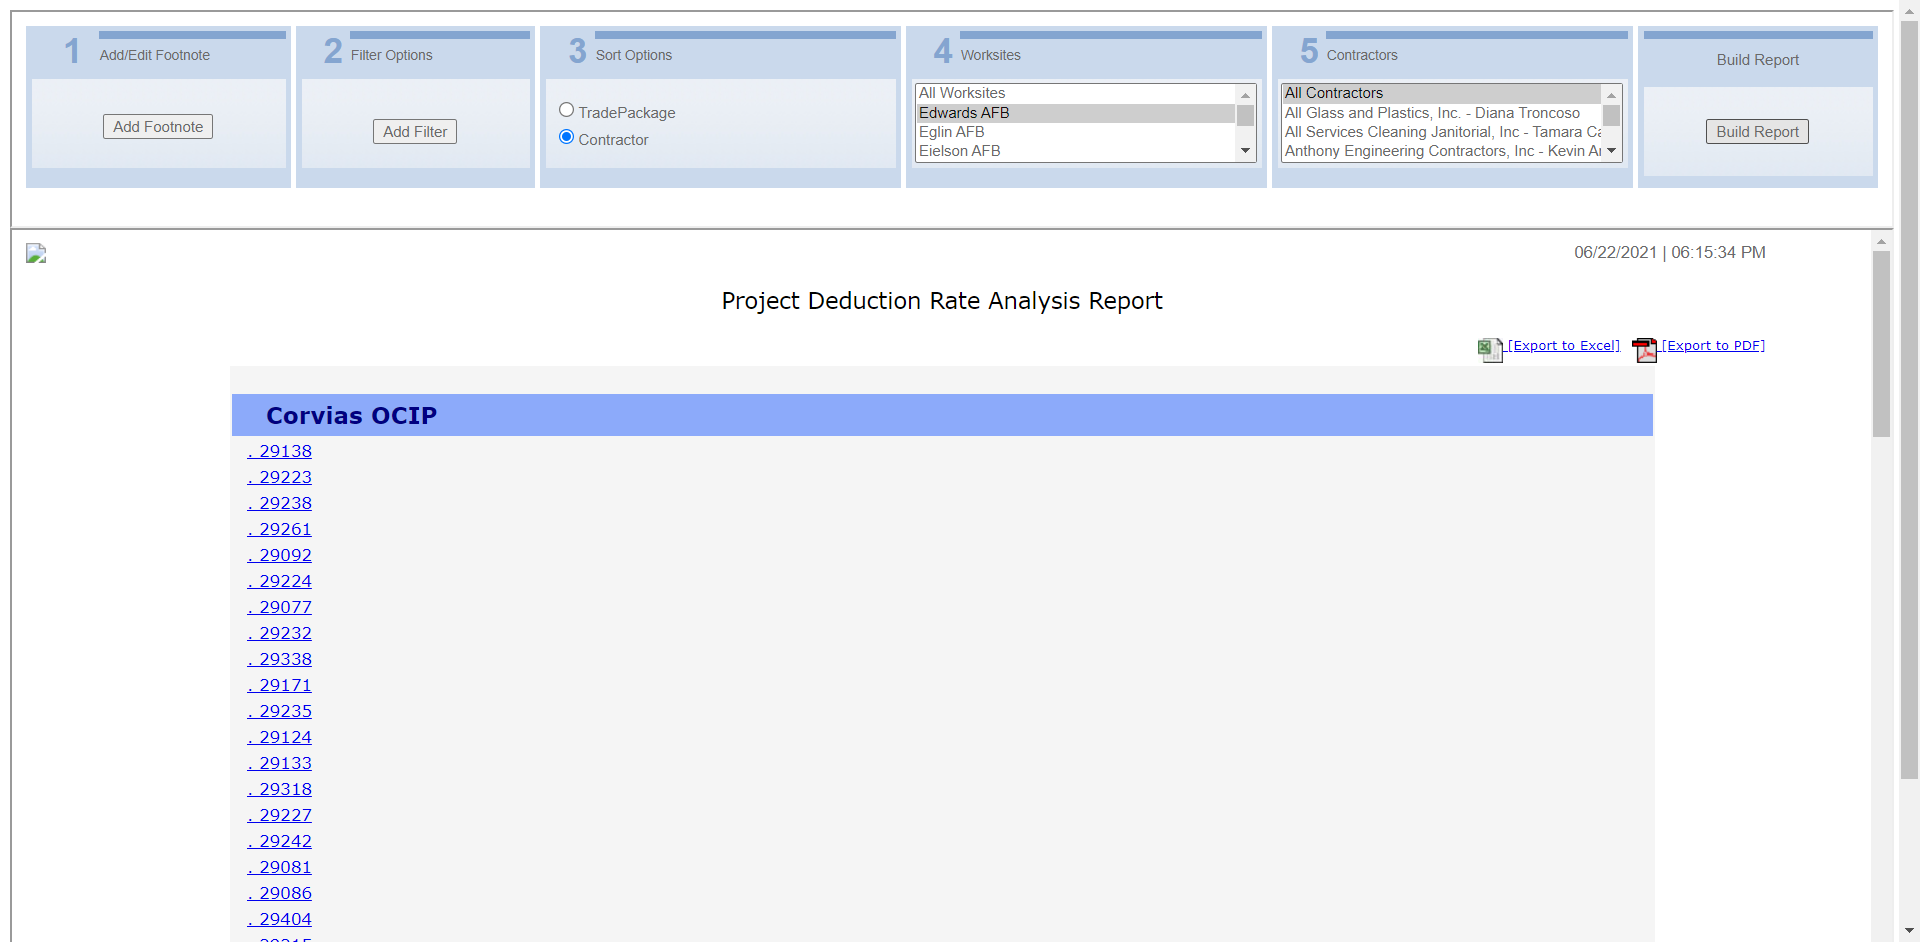 1 Add/Edit Footnote
Add Footnote
2 Filter Options
Add Filter
3 Sort Options
TradePackage
Contractor
4 Worksites
All Worksites
Edwards AFB
Eglin AFB
Eielson AFB
5 Contractors
All Contractors
All Glass and Plastics, Inc. - Diana Troncoso
All Services Cleaning Janitorial, Inc - Tamara Ca
Anthony Engineering Contractors, Inc - Kevin
Build Report
Build Report
06/22/2021 | 06:15:34 PM
Project Deduction Rate Analysis Report
[Export to Excel] [Export to PDF]
Corvias OCIP
. 29138
. 29223
. 29238
. 29261
. 29092
. 29224
. 29077
. 29232
. 29338
. 29171
. 29235
. 29124
. 29133
. 29318
. 29227
. 29242
. 29081
. 29086
. 29404